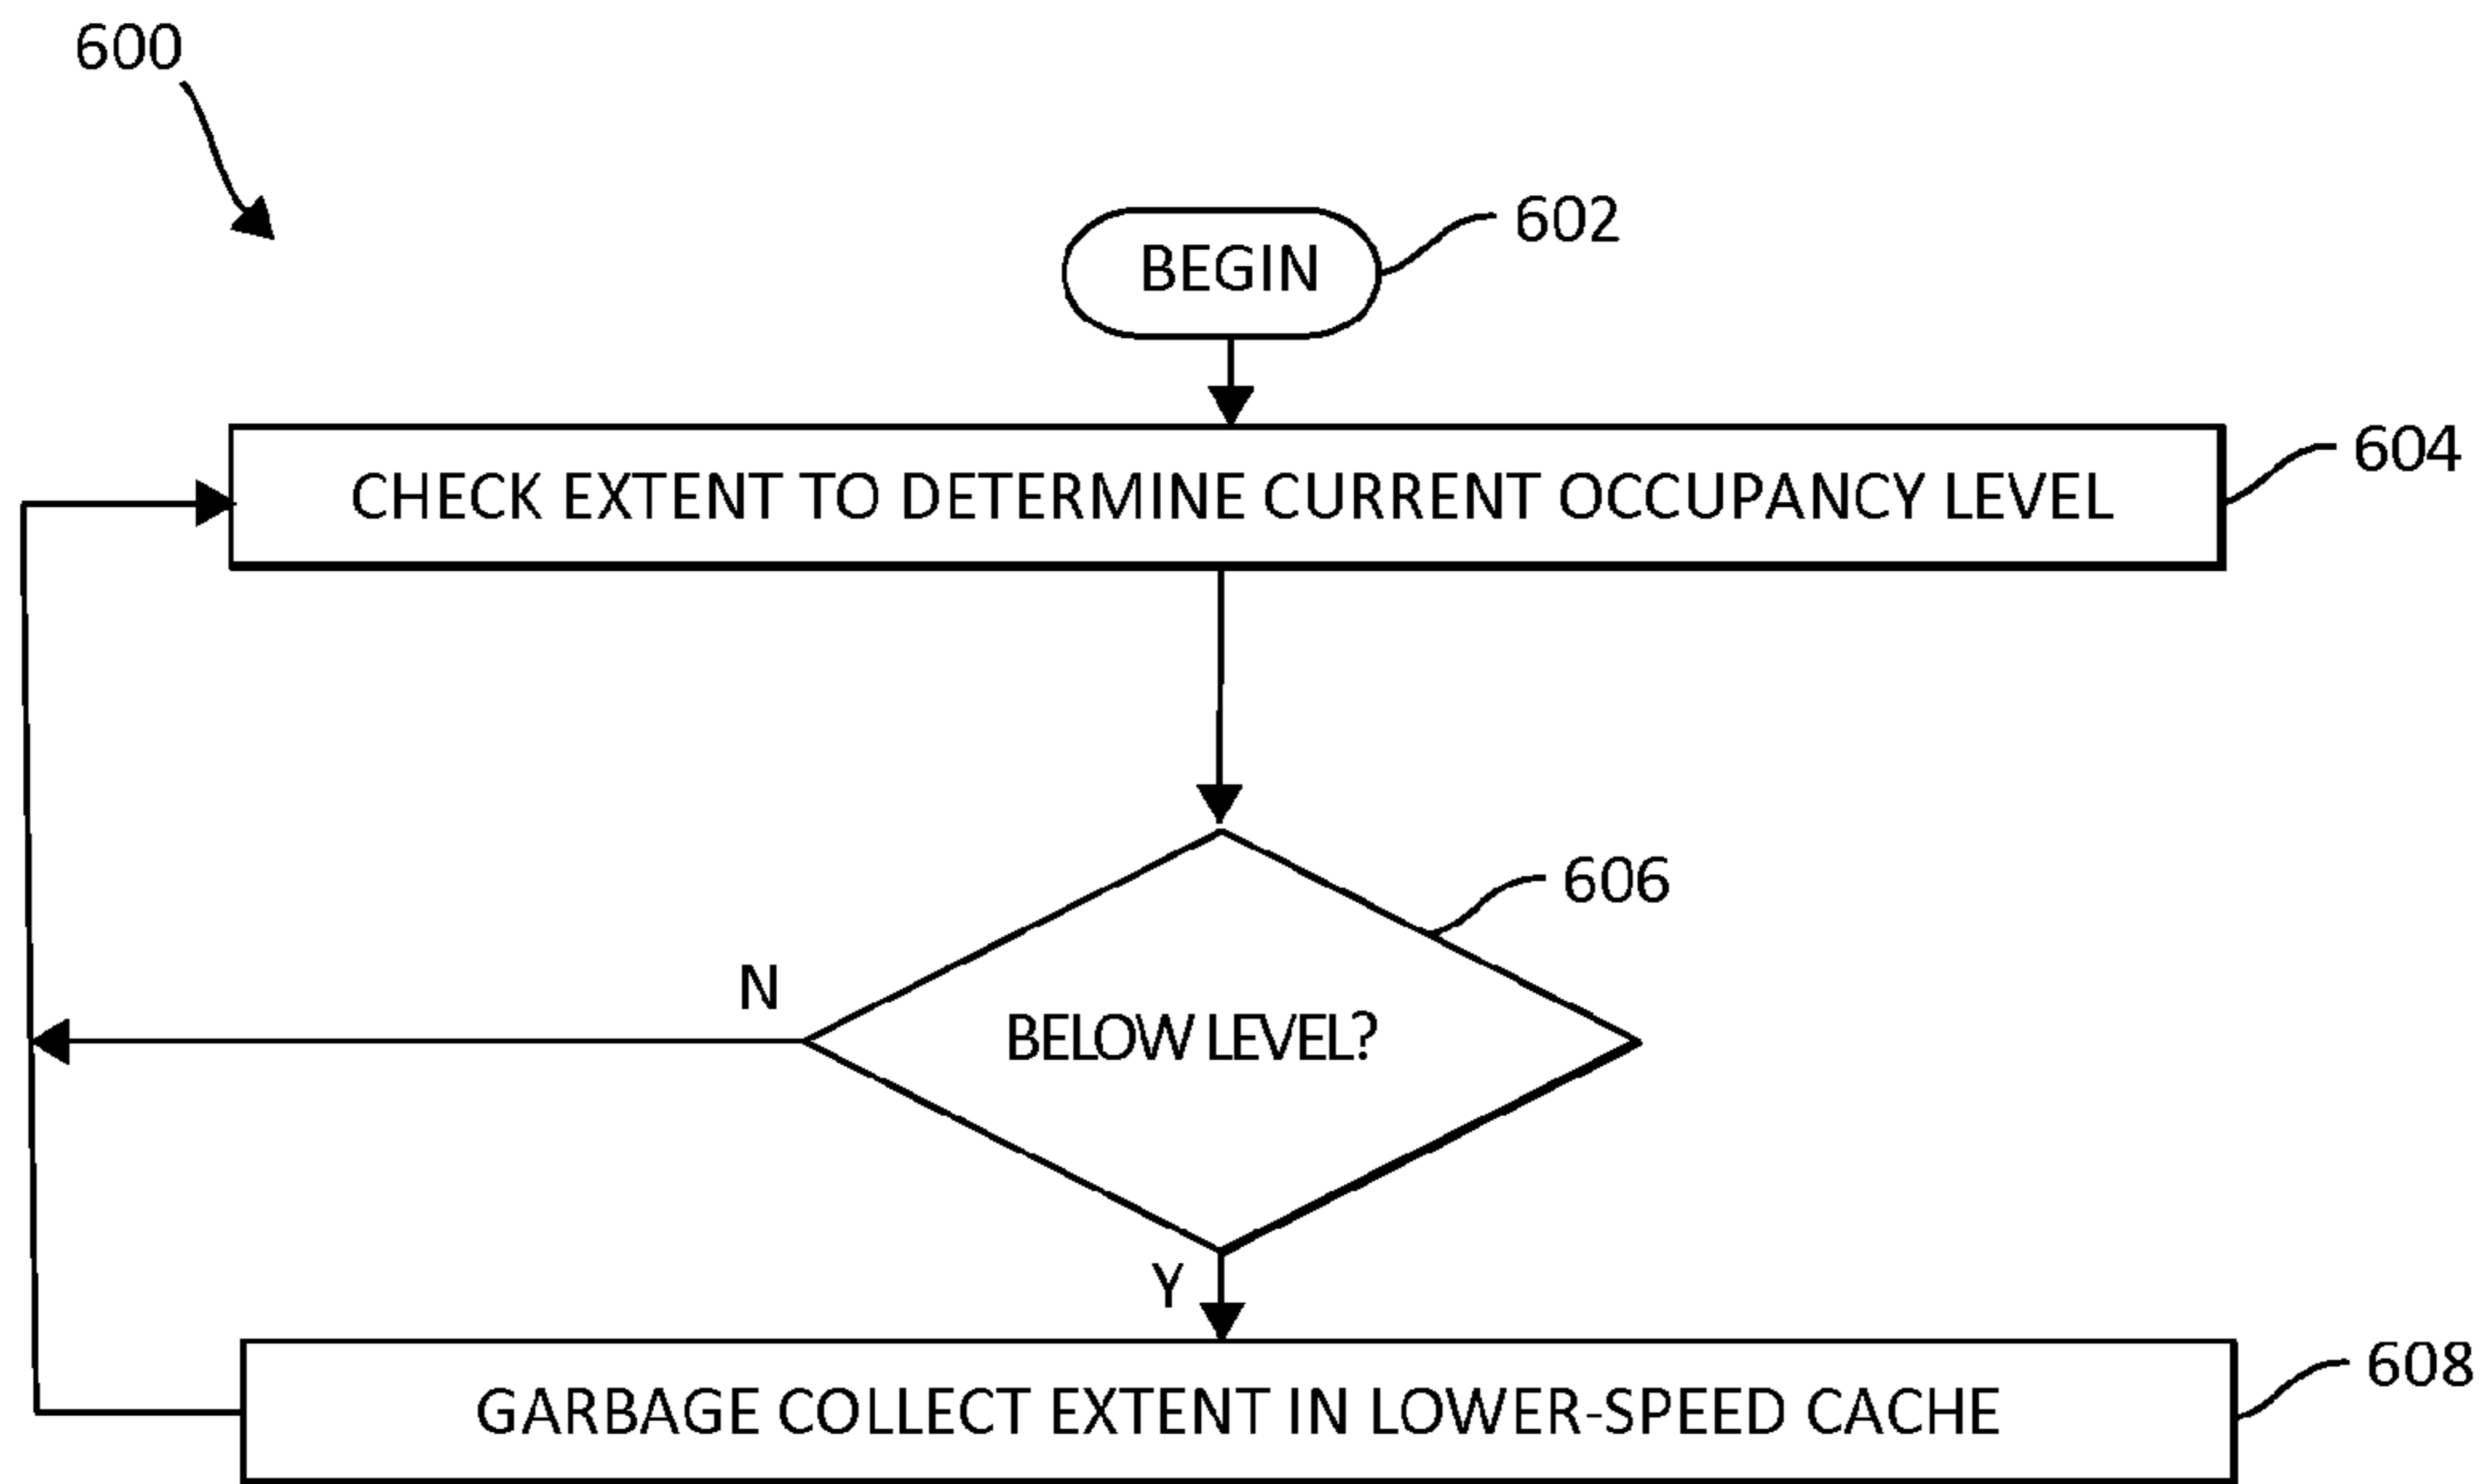 600
602
BEGIN
604
CHECK EXTENT TO DETERMINE CURRENT OCCUPANCY LEVEL
606
N
BELOW LEVEL?
Y
608
GARBAGE COLLECT EXTENT IN LOWER-SPEED CACHE